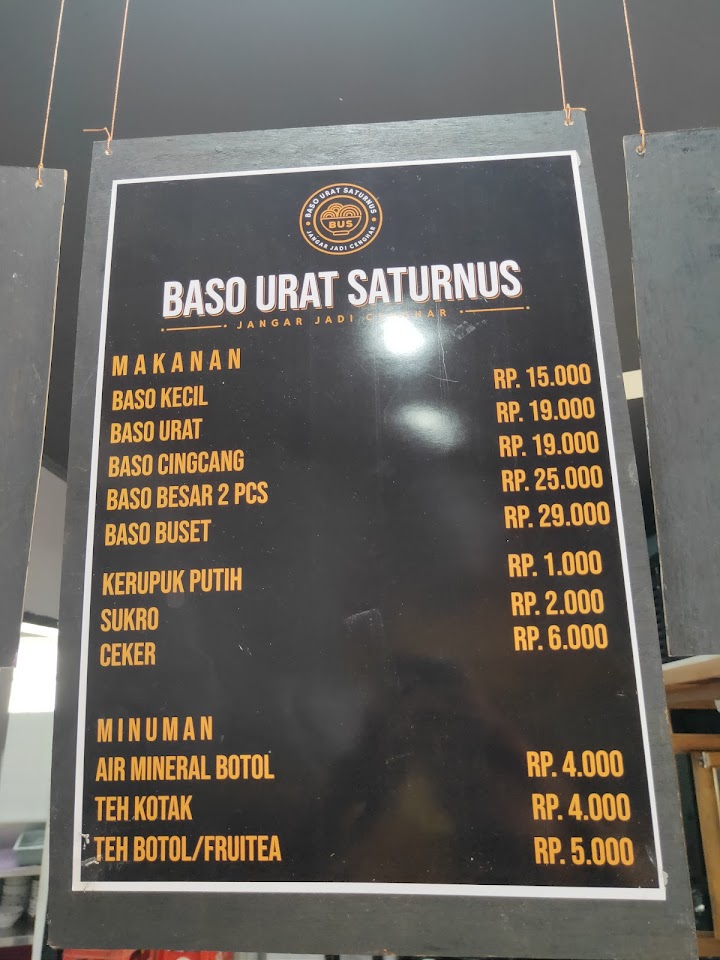 BASO URAT SATURNUS
BUS
JANGAR JADI CENGHAR
BASO URAT SATURNUS
JANGAR JADI CENGHAR
MAKANAN
BASO KECIL RP. 15.000
BASO URAT RP. 19.000
BASO CINGCANG RP. 19.000
BASO BESAR 2 PCS RP. 25.000
BASO BUSET RP. 29.000
KERUPUK PUTIH RP. 1.000
SUKRO RP. 2.000
CEKER RP. 6.000
MINUMAN
AIR MINERAL BOTOL RP. 4.000
TEH KOTAK RP. 4.000
TEH BOTOL/FRUITEA RP. 5.000